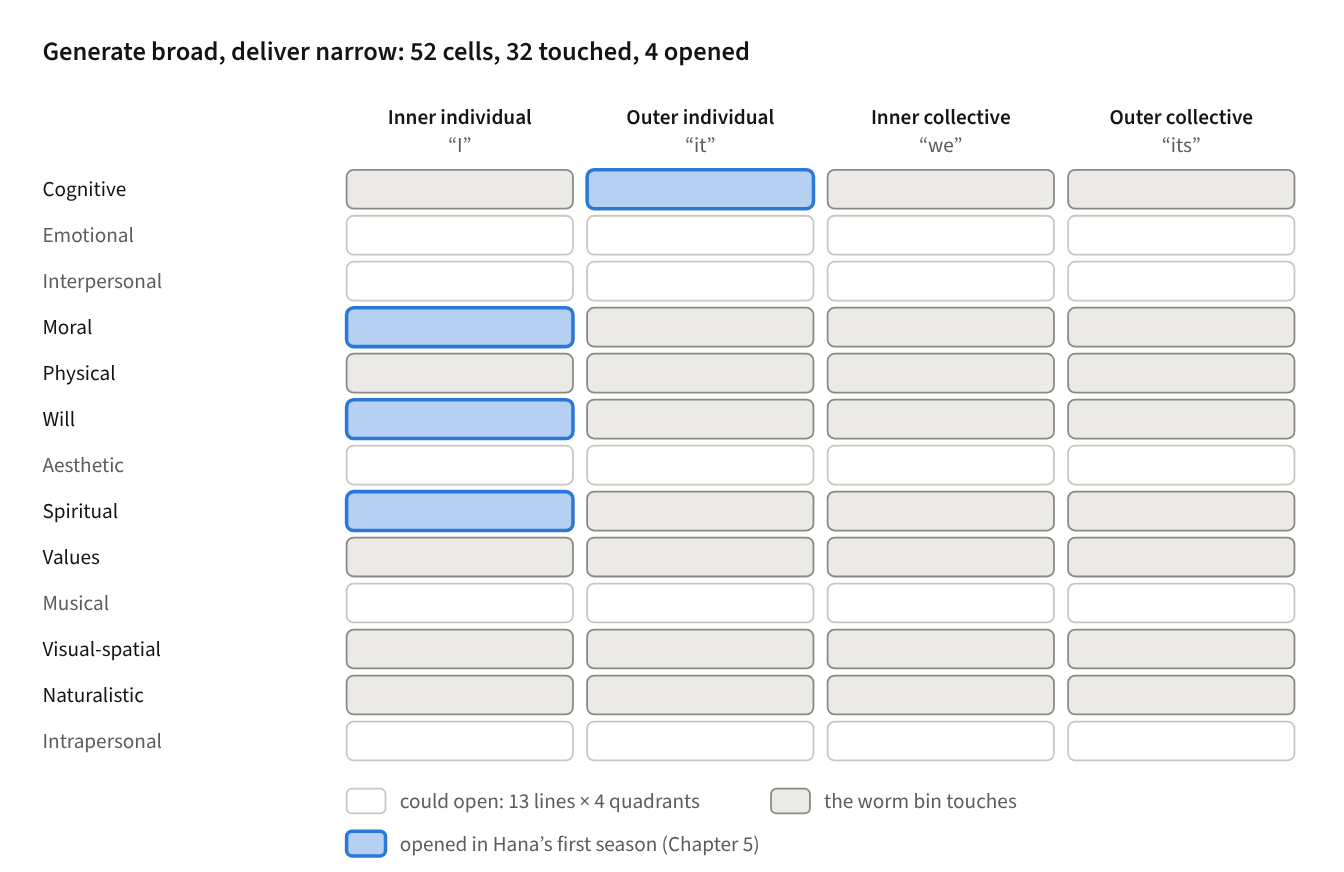 Generate broad, deliver narrow: 52 cells, 32 touched, 4 opened
Inner individual Outer individual Inner collective Outer collective
“I” “it” “we” “its”
Cognitive
Emotional
Interpersonal
Moral
Physical
Will
Aesthetic
Spiritual
Values
Musical
Visual-spatial
Naturalistic
Intrapersonal
could open: 13 lines × 4 quadrants the worm bin touches
opened in Hana’s first season (Chapter 5)